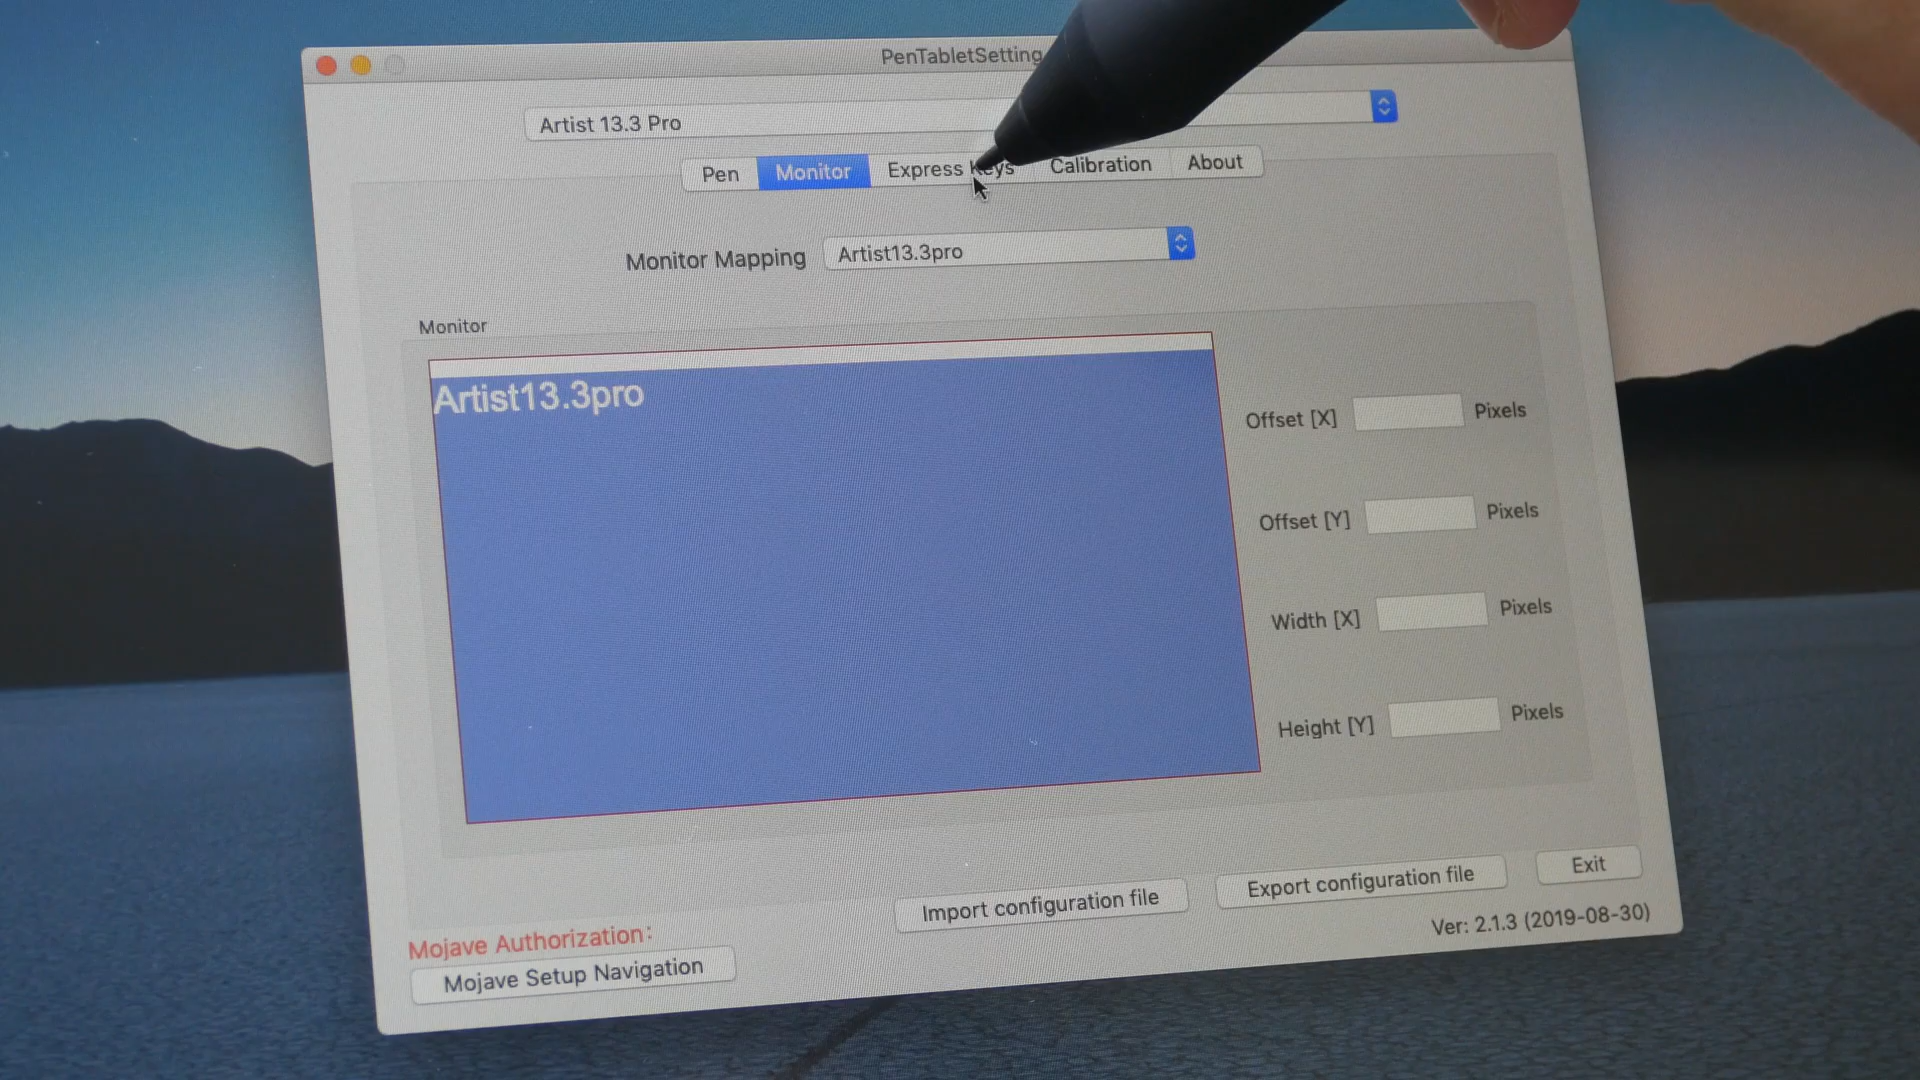 PenTabletSetting
Artist 13.3 Pro
Pen Monitor Express Keys Calibration About
Monitor Mapping Artist13.3pro
Monitor
Artist13.3pro
Offset [X] Pixels
Offset [Y] Pixels
Width [X] Pixels
Height [Y] Pixels
Import configuration file Export configuration file Exit
Mojave Authorization:
Ver: 2.1.3 (2019-08-30)
Mojave Setup Navigation